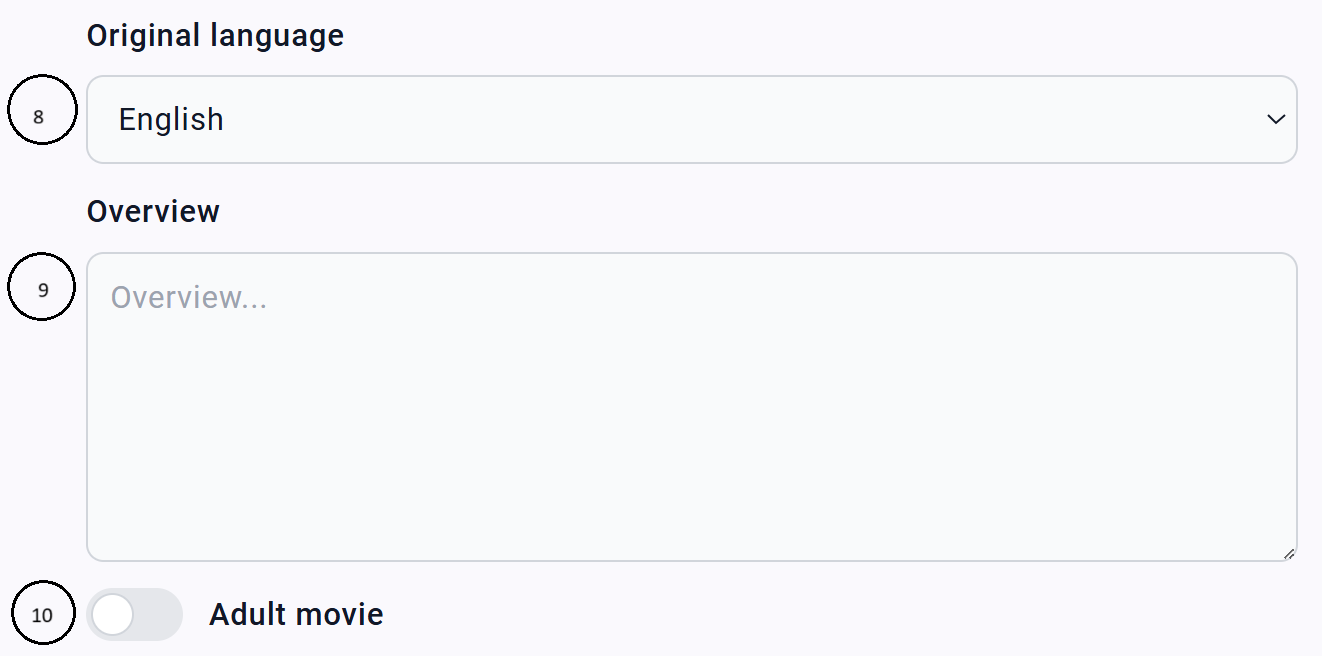 Original language
8
English
Overview
9
Overview...
10
Adult movie